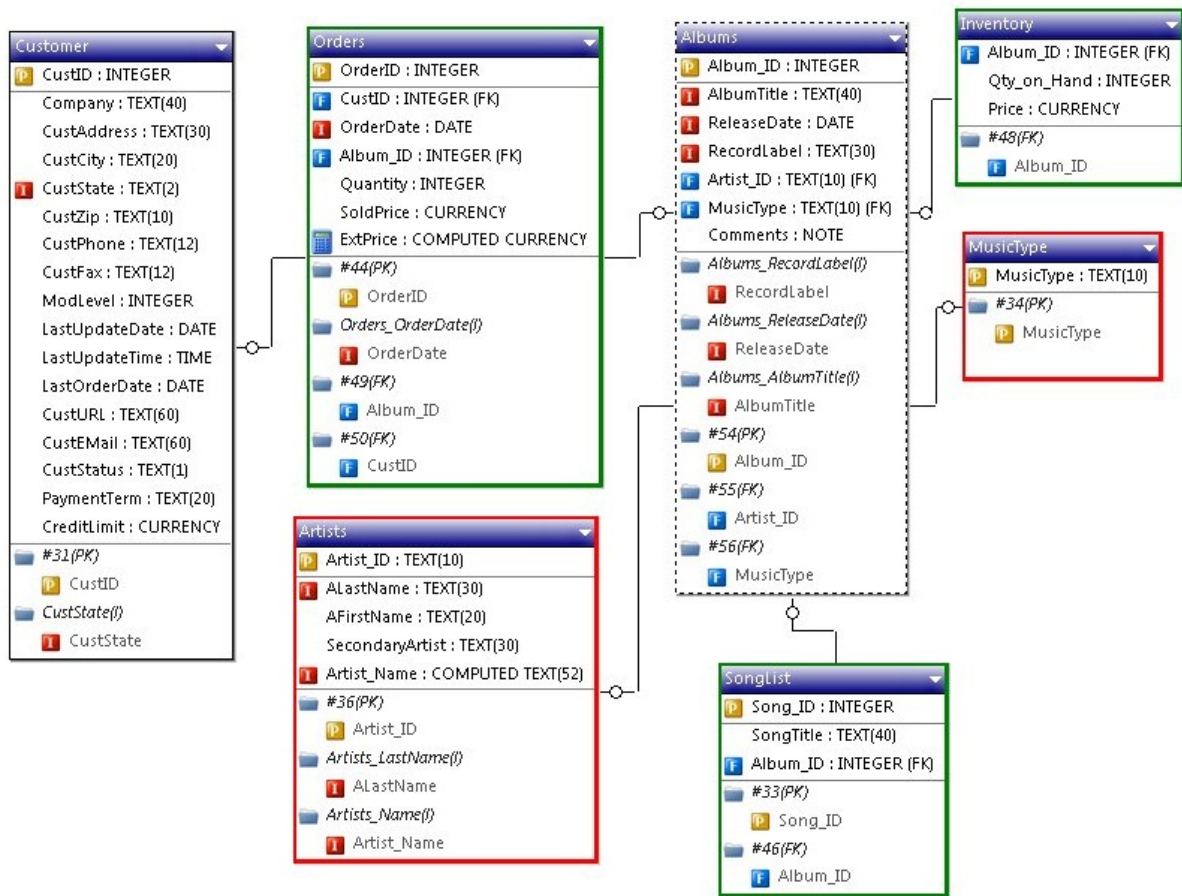 Customer
CustID : INTEGER
Company : TEXT(40)
CustAddress : TEXT(30)
CustCity : TEXT(20)
CustState : TEXT(2)
CustZip : TEXT(10)
CustPhone : TEXT(12)
CustFax : TEXT(12)
ModLevel : INTEGER
LastUpdateDate : DATE
LastUpdateTime : TIME
LastOrderDate : DATE
CustURL : TEXT(60)
CustEMail : TEXT(60)
CustStatus : TEXT(1)
PaymentTerm : TEXT(20)
CreditLimit : CURRENCY
#31(PK)
CustID
CustState(I)
CustState
Orders
OrderID : INTEGER
CustID : INTEGER (FK)
OrderDate : DATE
Album_ID : INTEGER (FK)
Quantity : INTEGER
SoldPrice : CURRENCY
ExtPrice : COMPUTED CURRENCY
#44(PK)
OrderID
Orders_OrderDate(I)
OrderDate
#49(FK)
Album_ID
#50(FK)
CustID
Artists
Artist_ID : TEXT(10)
ALastName : TEXT(30)
AFirstName : TEXT(20)
SecondaryArtist : TEXT(30)
Artist_Name : COMPUTED TEXT(52)
#36(PK)
Artist_ID
Artists_LastName(I)
ALastName
Artists_Name(I)
Artist_Name
Albums
Album_ID : INTEGER
AlbumTitle : TEXT(40)
ReleaseDate : DATE
RecordLabel : TEXT(30)
Artist_ID : TEXT(10) (FK)
MusicType : TEXT(10) (FK)
Comments : NOTE
Albums_RecordLabel(I)
RecordLabel
Albums_ReleaseDate(I)
ReleaseDate
Albums_AlbumTitle(I)
AlbumTitle
#54(PK)
Album_ID
#55(FK)
Artist_ID
#56(FK)
MusicType
Inventory
Album_ID : INTEGER (FK)
Qty_on_Hand : INTEGER
Price : CURRENCY
#48(FK)
Album_ID
MusicType
MusicType : TEXT(10)
#34(PK)
MusicType
SongList
Song_ID : INTEGER
SongTitle : TEXT(40)
Album_ID : INTEGER (FK)
#33(PK)
Song_ID
#46(FK)
Album_ID